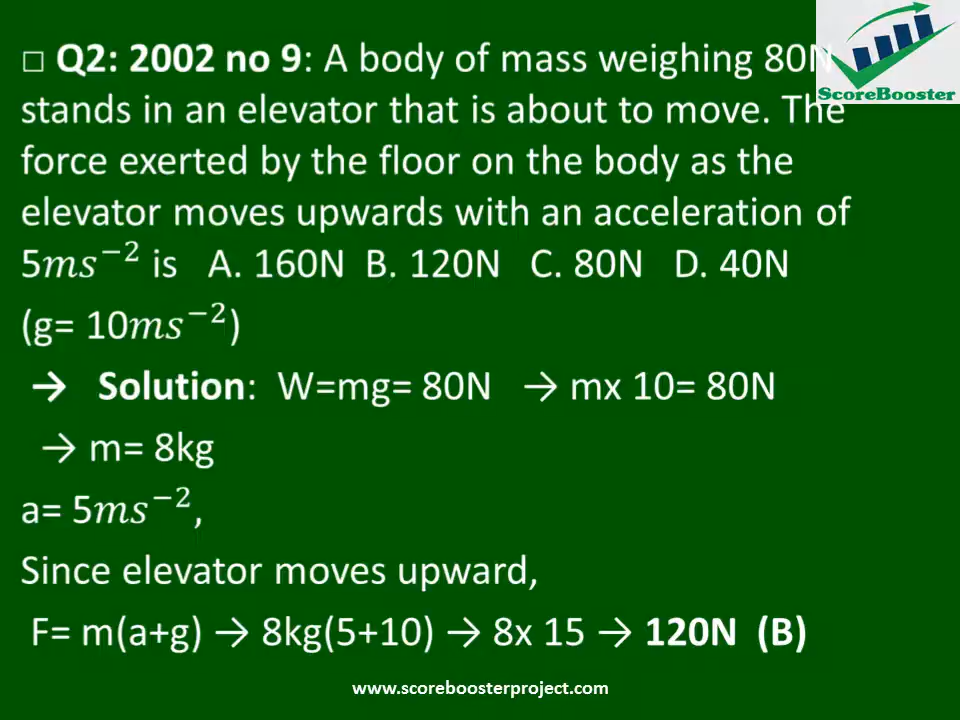 □ Q2: 2002 no 9: A body of mass weighing 80N
ScoreBooster
stands in an elevator that is about to move. The
force exerted by the floor on the body as the
elevator moves upwards with an acceleration of
5ms⁻² is A. 160N B. 120N C. 80N D. 40N
(g= 10ms⁻²)
→ Solution: W=mg= 80N → mx 10= 80N
→ m= 8kg
a= 5ms⁻²,
Since elevator moves upward,
F= m(a+g) → 8kg(5+10) → 8x 15 → 120N (B)
www.scoreboosterproject.com